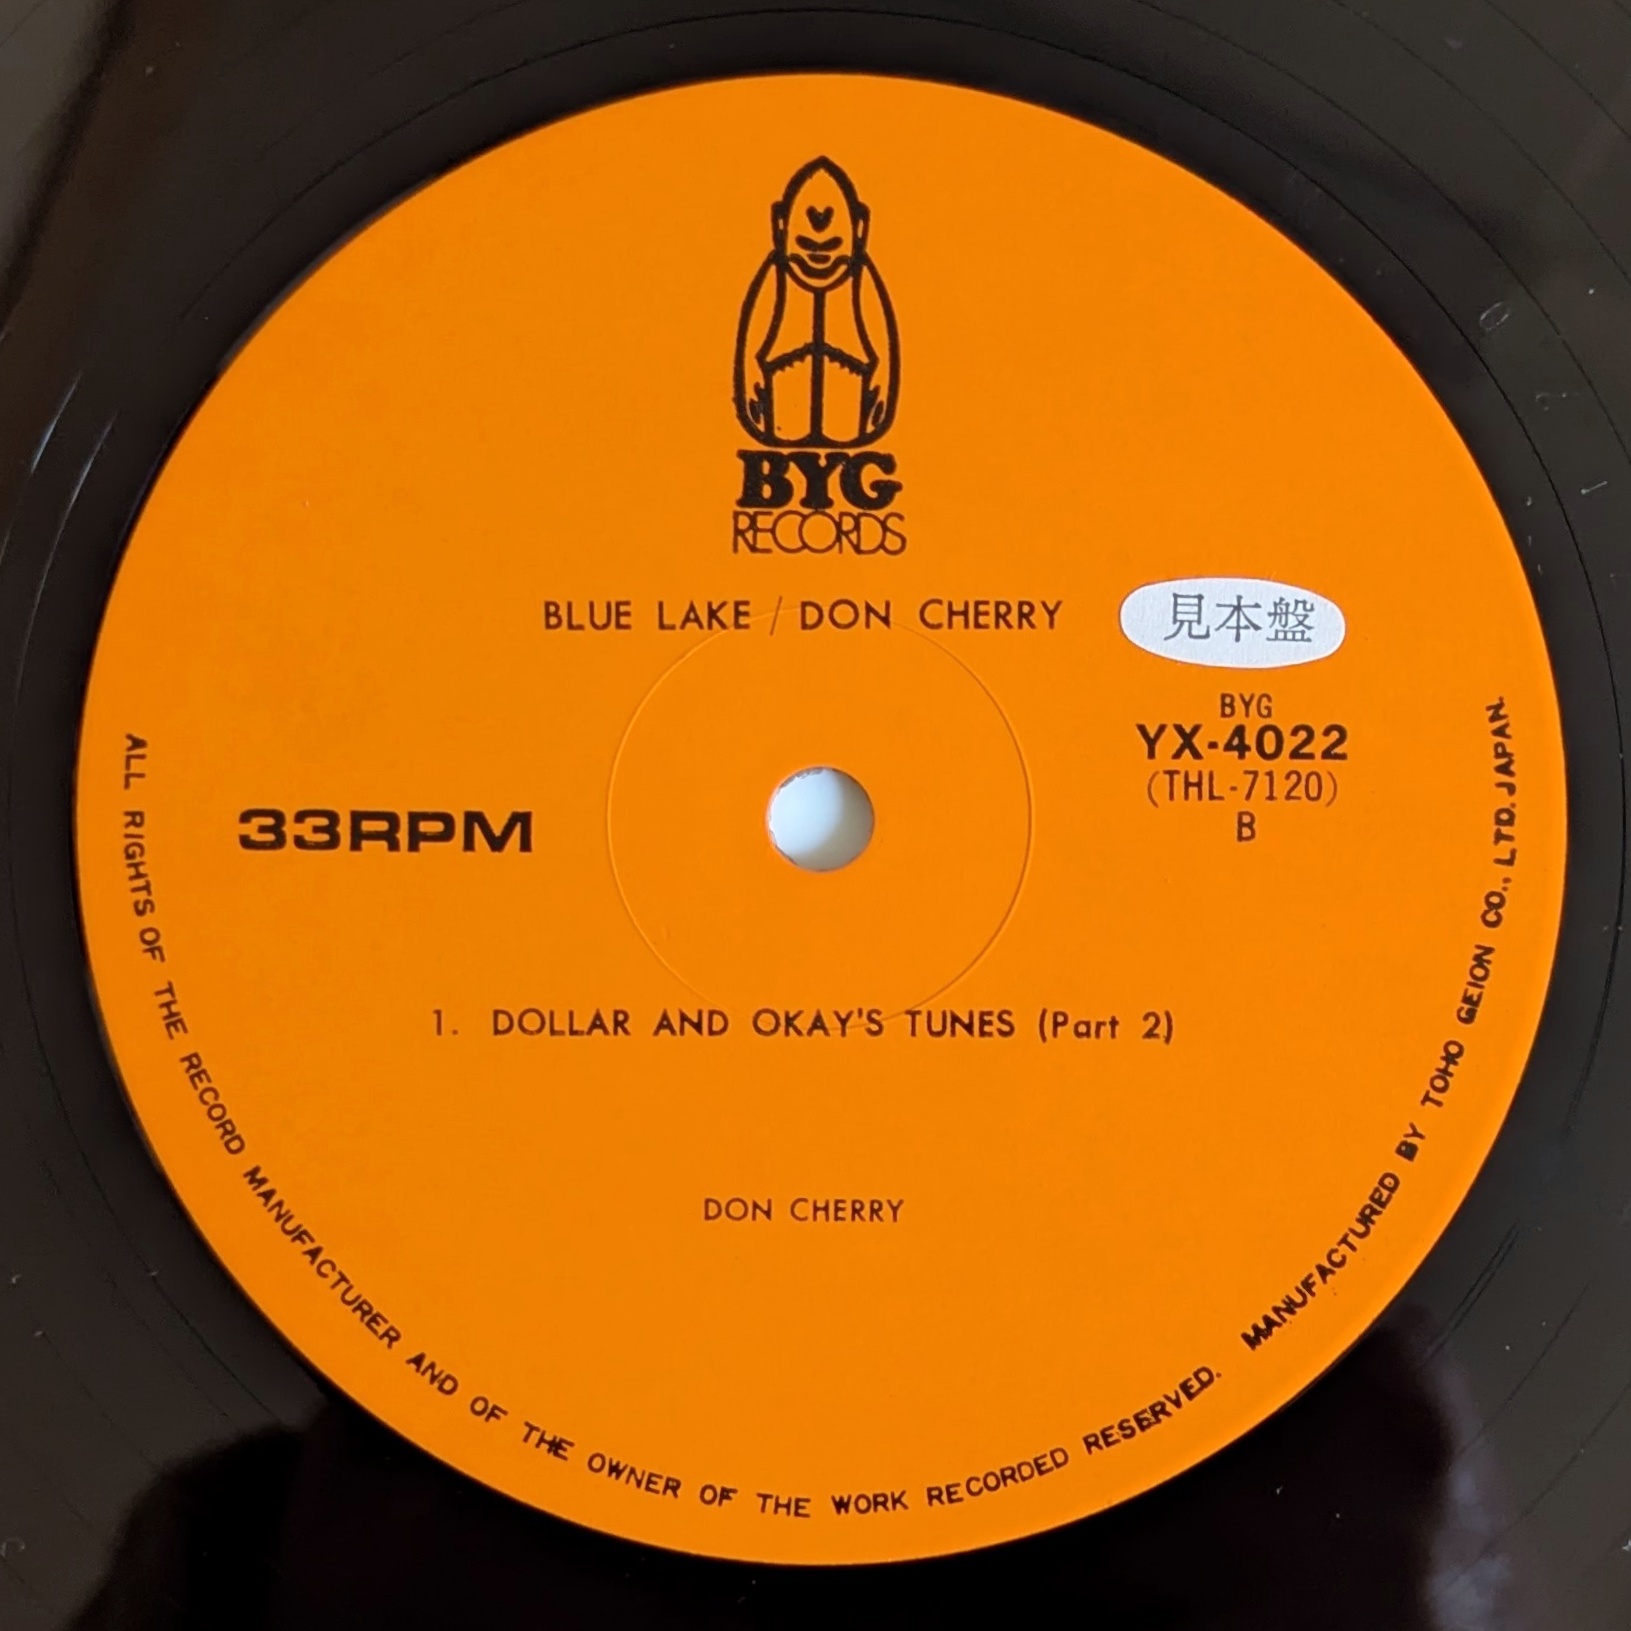 BYG
RECORDS
BLUE LAKE / DON CHERRY
見本盤
BYG
YX-4022
(THL-7120)
B
33RPM
1. DOLLAR AND OKAY'S TUNES (Part 2)
DON CHERRY
ALL RIGHTS OF THE RECORD MANUFACTURER AND OF THE OWNER OF THE WORK RECORDED RESERVED. MANUFACTURED BY TOHO GEION CO., LTD. JAPAN.